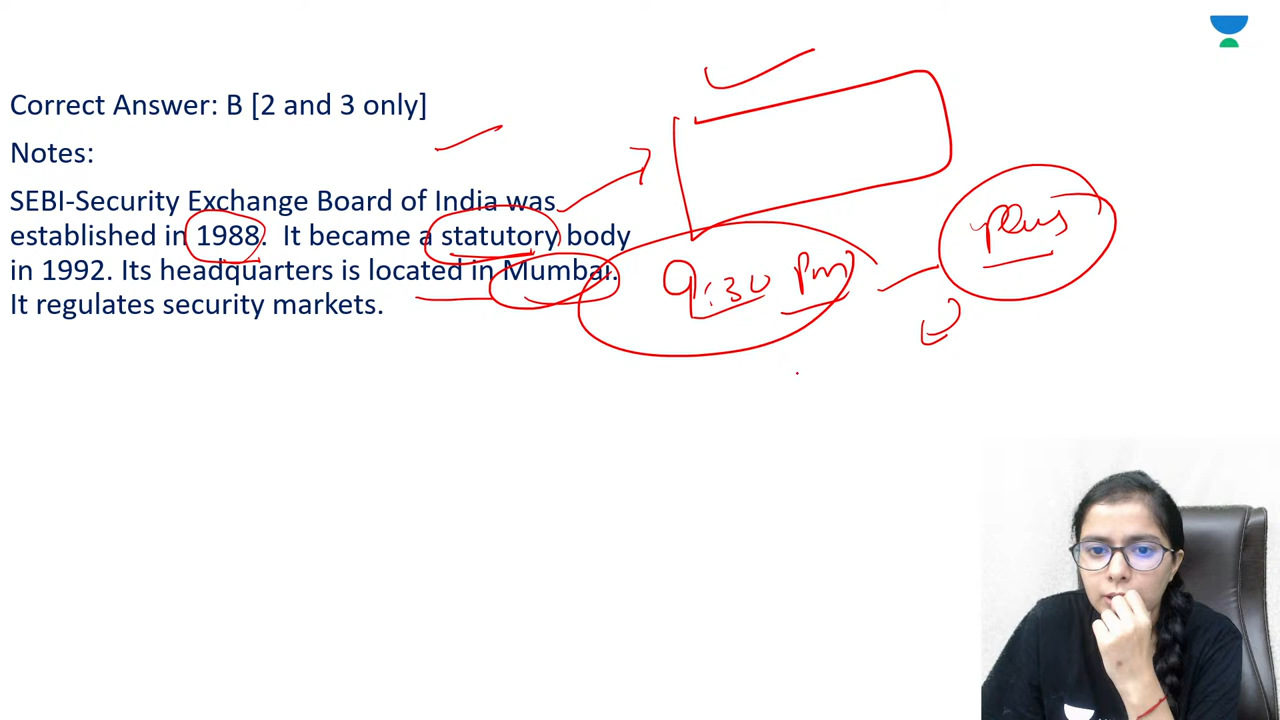 Correct Answer: B [2 and 3 only]
Notes:
SEBI-Security Exchange Board of India was
established in 1988. It became a statutory body
in 1992. Its headquarters is located in Mumbai.
It regulates security markets.
9:30 Pm
plus